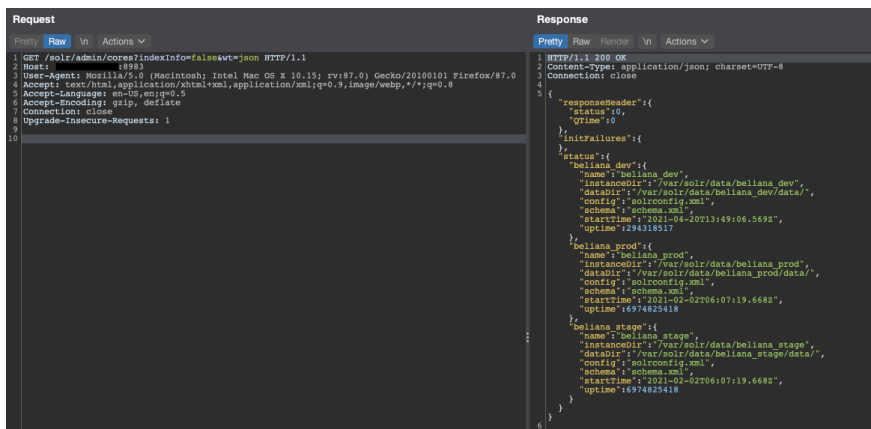 Request
Pretty Raw \n Actions
1 GET /solr/admin/cores?indexInfo=false&wt=json HTTP/1.1
2 Host: :8983
3 User-Agent: Mozilla/5.0 (Macintosh; Intel Mac OS X 10.15; rv:87.0) Gecko/20100101 Firefox/87.0
4 Accept: text/html,application/xhtml+xml,application/xml;q=0.9,image/webp,*/*;q=0.8
5 Accept-Language: en-US,en;q=0.5
6 Accept-Encoding: gzip, deflate
7 Connection: close
8 Upgrade-Insecure-Requests: 1
9
10
Response
Pretty Raw Render \n Actions
1 HTTP/1.1 200 OK
2 Content-Type: application/json; charset=UTF-8
3 Connection: close
4
5 {
"responseHeader":{
"status":0,
"QTime":0
},
"initFailures":{
},
"status":{
"beliana_dev":{
"name":"beliana_dev",
"instanceDir":"/var/solr/data/beliana_dev",
"dataDir":"/var/solr/data/beliana_dev/data/",
"config":"solrconfig.xml",
"schema":"schema.xml",
"startTime":"2021-04-20T13:49:06.569Z",
"uptime":294318517
},
"beliana_prod":{
"name":"beliana_prod",
"instanceDir":"/var/solr/data/beliana_prod",
"dataDir":"/var/solr/data/beliana_prod/data/",
"config":"solrconfig.xml",
"schema":"schema.xml",
"startTime":"2021-02-02T06:07:19.668Z",
"uptime":6974825418
},
"beliana_stage":{
"name":"beliana_stage",
"instanceDir":"/var/solr/data/beliana_stage",
"dataDir":"/var/solr/data/beliana_stage/data/",
"config":"solrconfig.xml",
"schema":"schema.xml",
"startTime":"2021-02-02T06:07:19.668Z",
"uptime":6974825418
}
}
}
6